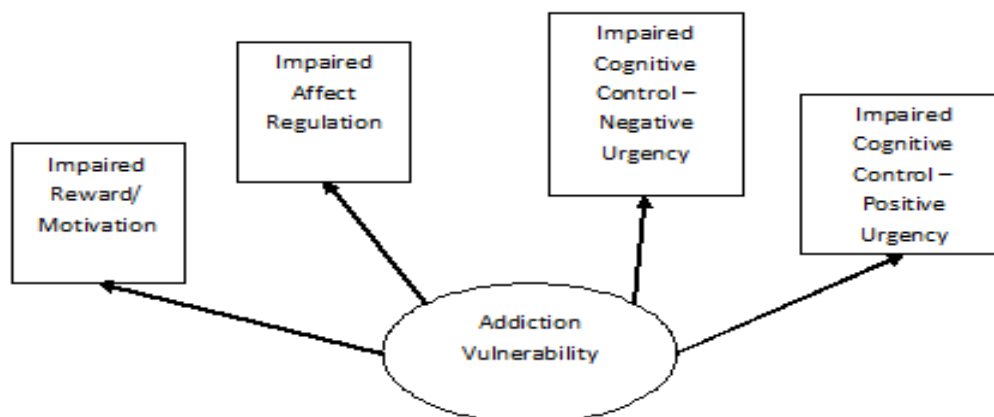 Impaired
Reward/
Motivation
Impaired
Affect
Regulation
Impaired
Cognitive
Control –
Negative
Urgency
Impaired
Cognitive
Control –
Positive
Urgency
Addiction
Vulnerability